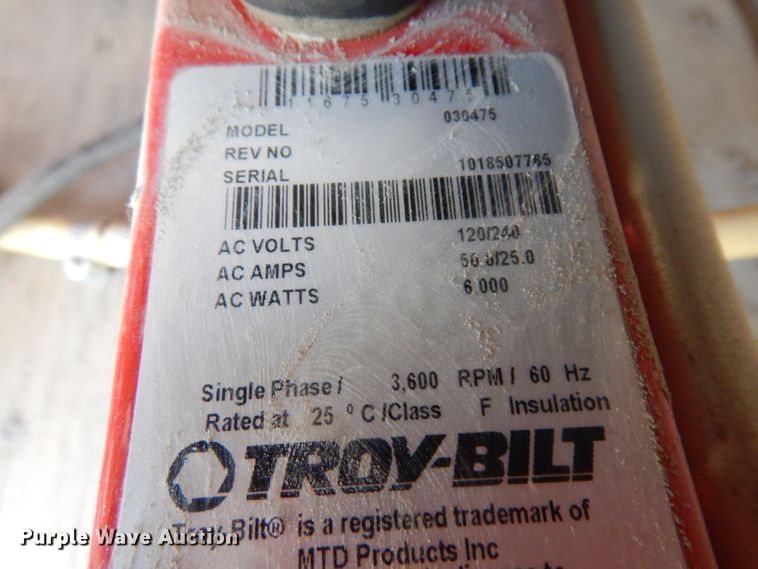 11675 30475
MODEL 030475
REV NO
SERIAL 1018507765
AC VOLTS 120/240
AC AMPS 50.0/25.0
AC WATTS 6,000
Single Phase / 3,600 RPM / 60 Hz
Rated at 25 °C /Class F Insulation
TROY-BILT
Troy-Bilt® is a registered trademark of
MTD Products Inc
Purple Wave Auction